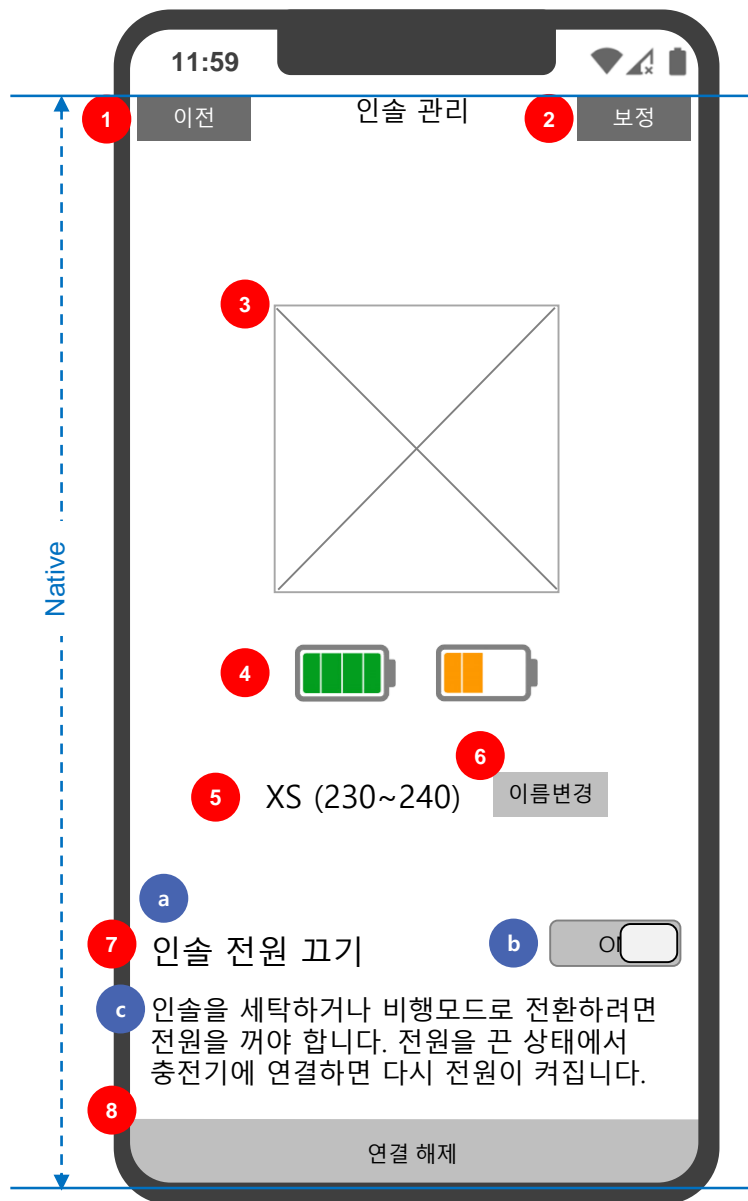 11:59
1
이전
인솔 관리
2
보정
3
Native
4
6
5
XS (230~240)
이름변경
a
7
인솔 전원 끄기
b
c
인솔을 세탁하거나 비행모드로 전환하려면
전원을 꺼야 합니다. 전원을 끈 상태에서
충전기에 연결하면 다시 전원이 켜집니다.
8
연결 해제